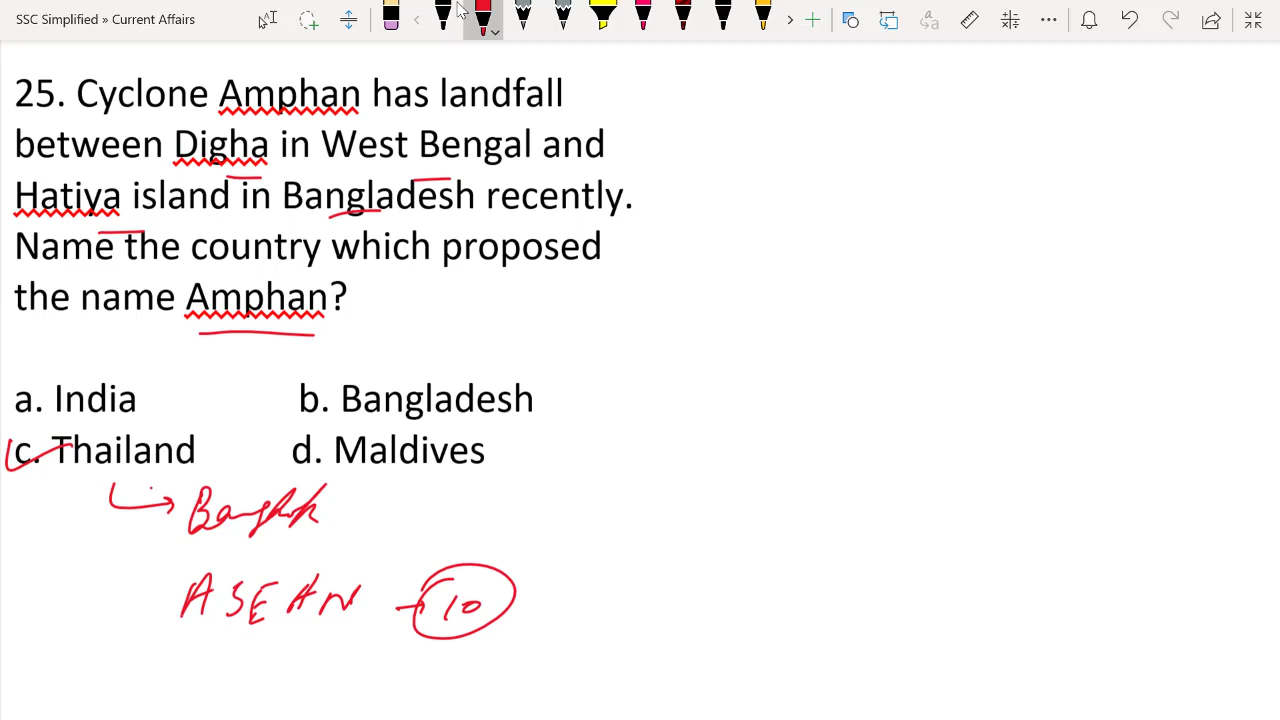 SSC Simplified » Current Affairs
25. Cyclone Amphan has landfall
between Digha in West Bengal and
Hatiya island in Bangladesh recently.
Name the country which proposed
the name Amphan?
a. India b. Bangladesh
c. Thailand d. Maldives
Bangkok
ASEAN - 10